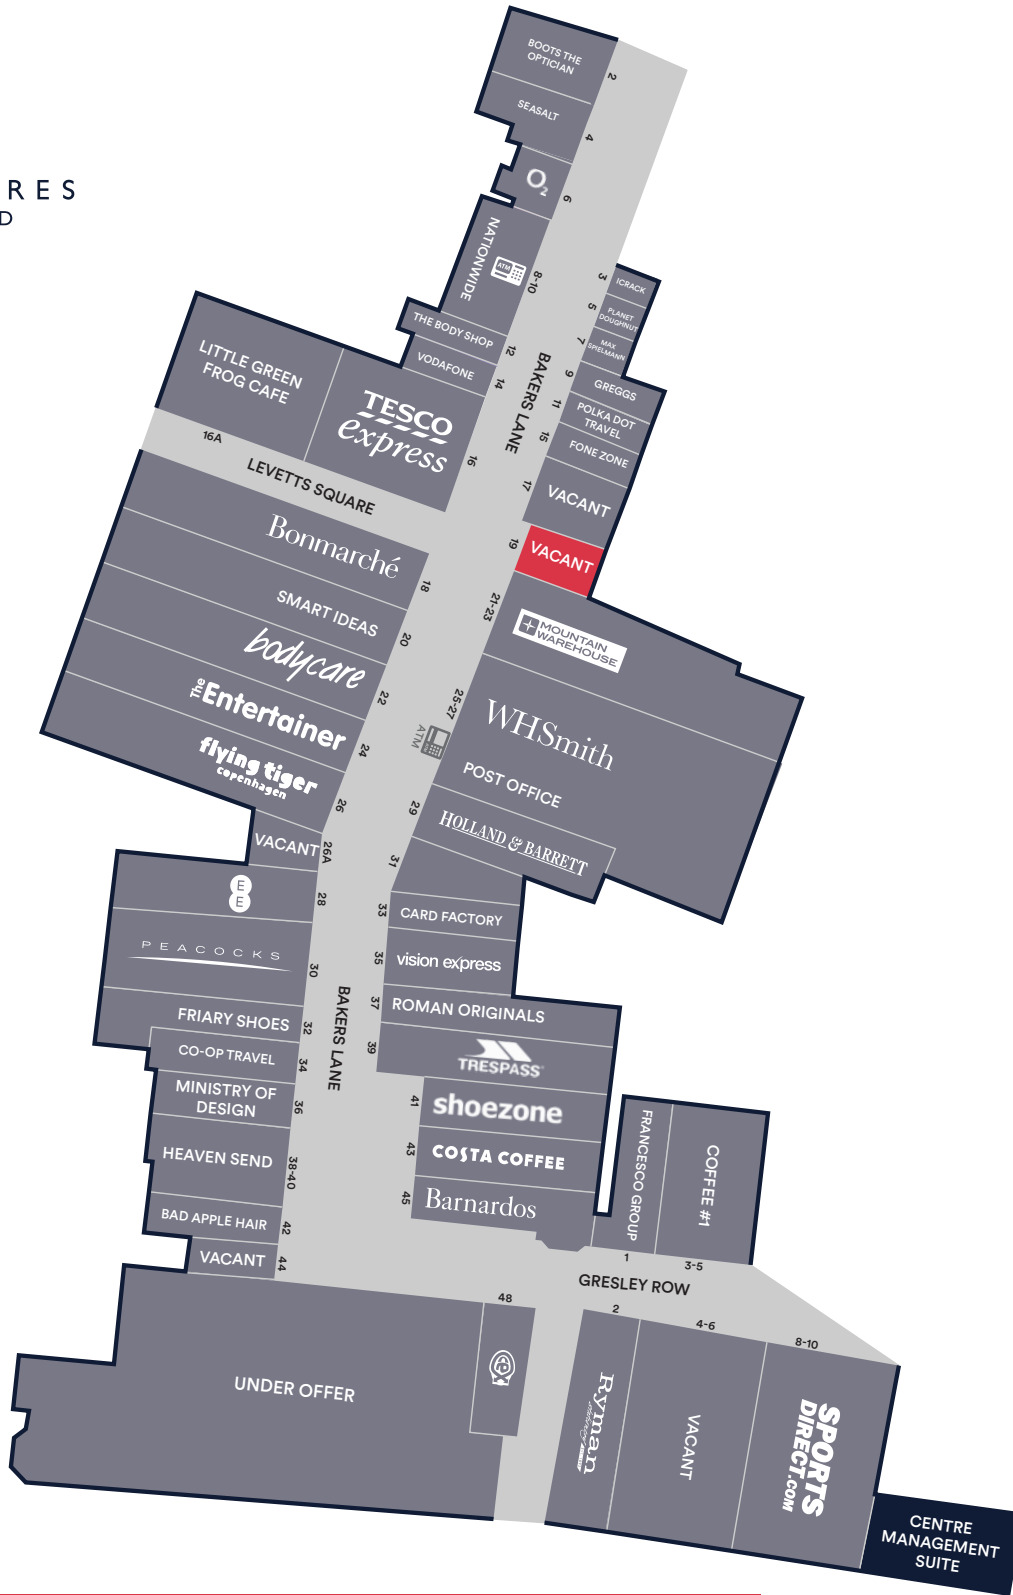 BOOTS THE
OPTICIAN
2
SEASALT
4
RES
D
O2
6
NATIONWIDE
ATM
8-10
3
ICRACK
5
PLANET
DOUGHNUT
7
MAX
SPIELMANN
THE BODY SHOP
12
VODAFONE
14
BAKERS LANE
9
GREGGS
11
POLKA DOT
TRAVEL
15
FONE ZONE
LITTLE GREEN
FROG CAFE
TESCO
express
16
16A
LEVETTS SQUARE
17
VACANT
19
VACANT
Bonmarché
18
21-23
MOUNTAIN
WAREHOUSE
SMART IDEAS
20
bodycare
22
25-27
WHSmith
POST OFFICE
ATM
The
Entertainer
24
flying tiger
copenhagen
26
29
HOLLAND & BARRETT
VACANT
26A
31
EE
28
33
CARD FACTORY
PEACOCKS
30
35
vision express
FRIARY SHOES
32
37
ROMAN ORIGINALS
CO-OP TRAVEL
34
BAKERS LANE
39
TRESPASS
MINISTRY OF
DESIGN
36
41
shoezone
HEAVEN SEND
38-40
43
COSTA COFFEE
BAD APPLE HAIR
42
45
Barnardos
FRANCESCO GROUP
COFFEE #1
VACANT
44
1
3-5
GRESLEY ROW
48
2
4-6
8-10
UNDER OFFER
Ryman
VACANT
SPORTS
DIRECT.COM
CENTRE
MANAGEMENT
SUITE